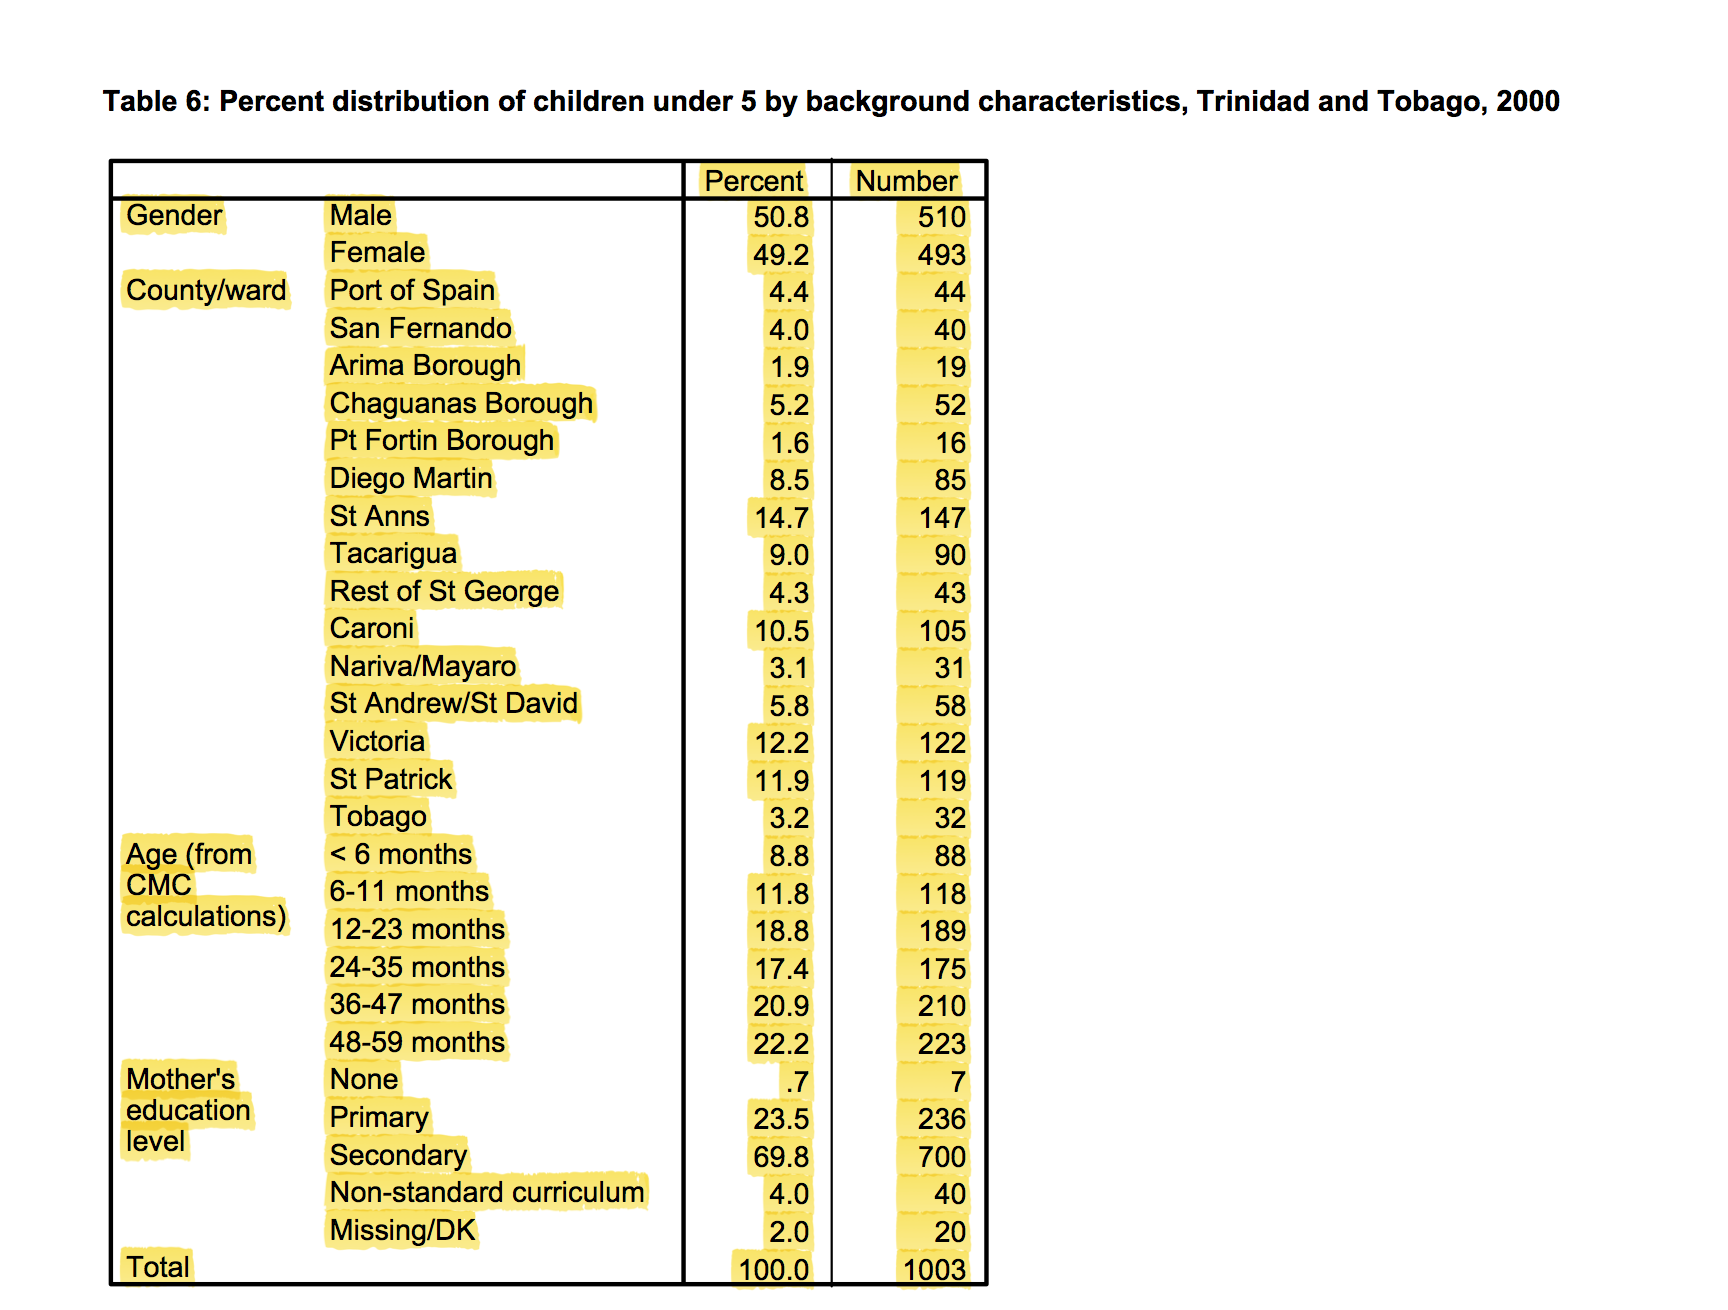 Table 6: Percent distribution of children under 5 by background characteristics, Trinidad and Tobago, 2000
Percent Number
Gender Male 50.8 510
Female 49.2 493
County/ward Port of Spain 4.4 44
San Fernando 4.0 40
Arima Borough 1.9 19
Chaguanas Borough 5.2 52
Pt Fortin Borough 1.6 16
Diego Martin 8.5 85
St Anns 14.7 147
Tacarigua 9.0 90
Rest of St George 4.3 43
Caroni 10.5 105
Nariva/Mayaro 3.1 31
St Andrew/St David 5.8 58
Victoria 12.2 122
St Patrick 11.9 119
Tobago 3.2 32
Age (from < 6 months 8.8 88
CMC 6-11 months 11.8 118
calculations) 12-23 months 18.8 189
24-35 months 17.4 175
36-47 months 20.9 210
48-59 months 22.2 223
Mother's None .7 7
education Primary 23.5 236
level Secondary 69.8 700
Non-standard curriculum 4.0 40
Missing/DK 2.0 20
Total 100.0 1003